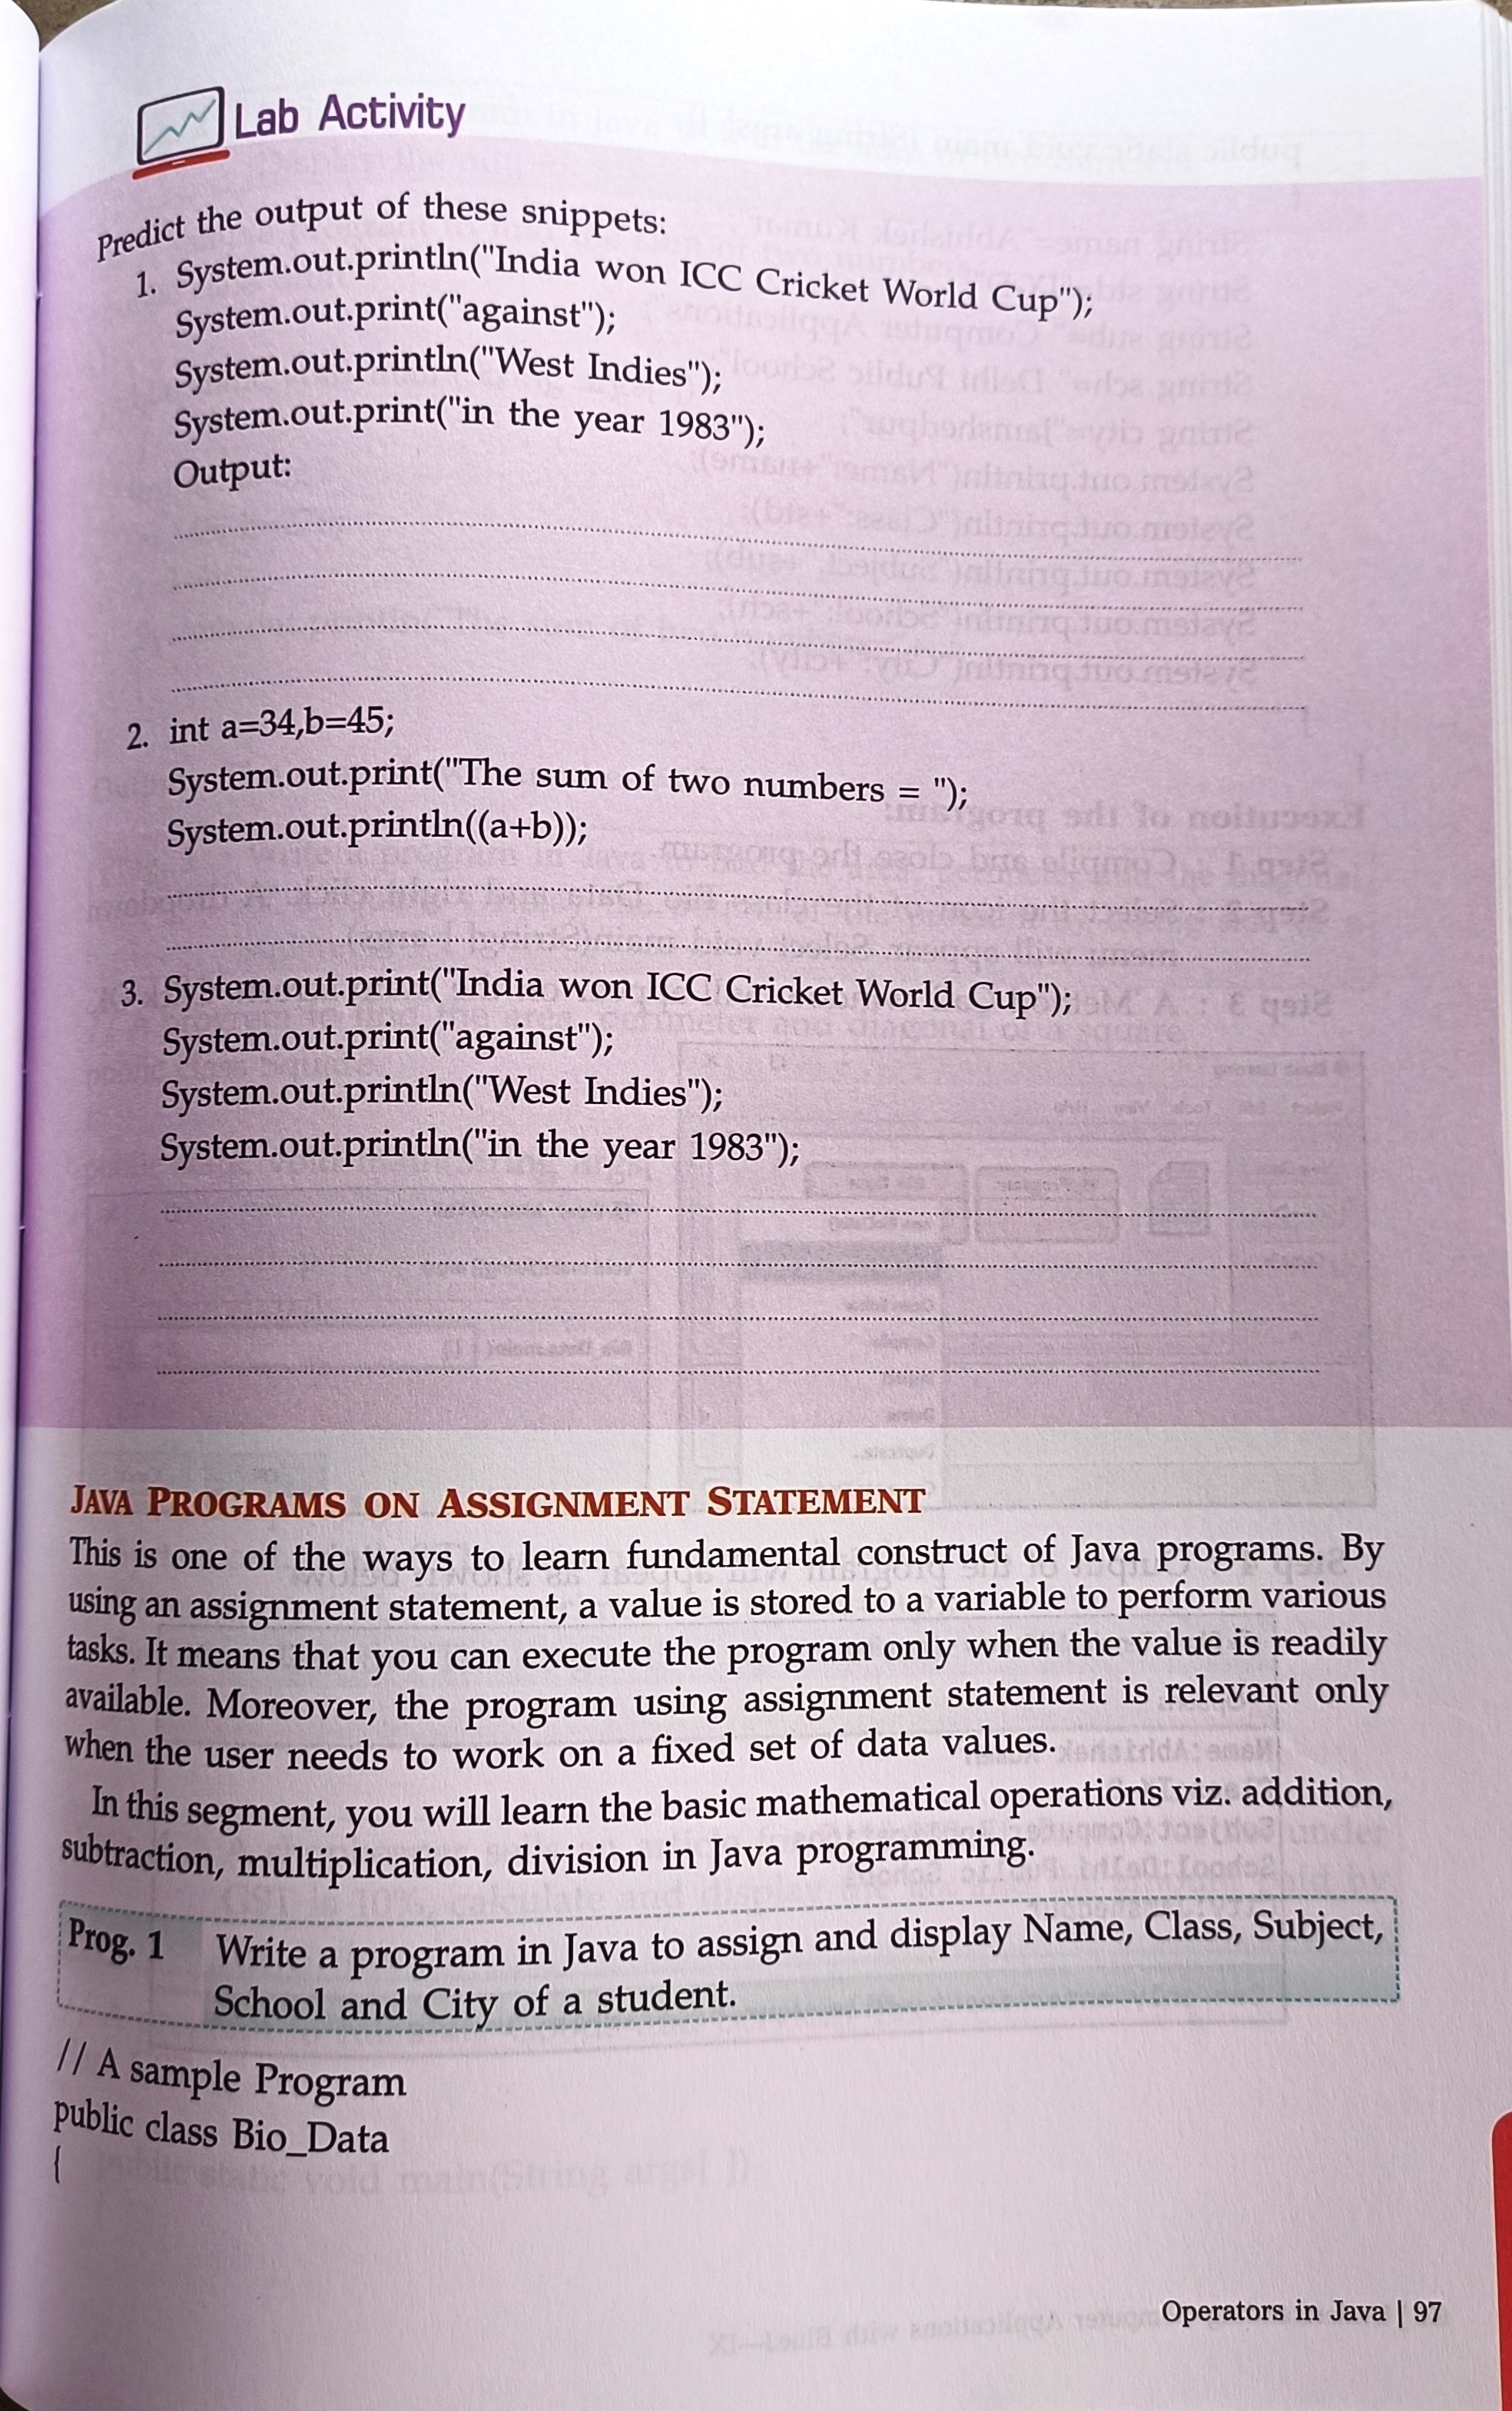 Lab Activity
Predict the output of these snippets:
1. System.out.println("India won ICC Cricket World Cup");
System.out.print("against");
System.out.println("West Indies");
System.out.print("in the year 1983");
Output:
2. int a=34,b=45;
System.out.print("The sum of two numbers = ");
System.out.println((a+b));
3. System.out.print("India won ICC Cricket World Cup");
System.out.print("against");
System.out.println("West Indies");
System.out.println("in the year 1983");
JAVA PROGRAMS ON ASSIGNMENT STATEMENT
This is one of the ways to learn fundamental construct of Java programs. By
using an assignment statement, a value is stored to a variable to perform various
tasks. It means that you can execute the program only when the value is readily
available. Moreover, the program using assignment statement is relevant only
when the user needs to work on a fixed set of data values.
In this segment, you will learn the basic mathematical operations viz. addition,
subtraction, multiplication, division in Java programming.
Prog. 1 Write a program in Java to assign and display Name, Class, Subject,
School and City of a student.
// A sample Program
public class Bio_Data
{
Operators in Java | 97